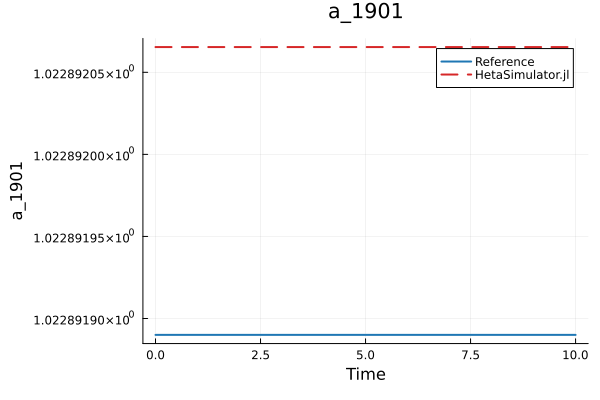 a_1901
1.02289205×10⁰
1.02289200×10⁰
1.02289195×10⁰
1.02289190×10⁰
a_1901
Reference
HetaSimulator.jl
0.0 2.5 5.0 7.5 10.0
Time